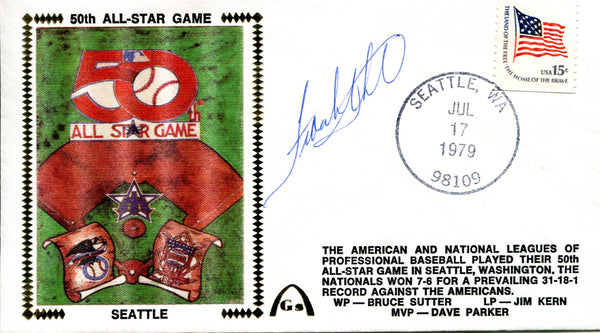 50th ALL-STAR GAME
50th
ALL STAR GAME
SEATTLE
THE LAND OF THE FREE
THE HOME OF THE BRAVE
USA 15c
SEATTLE, WA
JUL
17
1979
98109
THE AMERICAN AND NATIONAL LEAGUES OF
PROFESSIONAL BASEBALL PLAYED THEIR 50th
ALL-STAR GAME IN SEATTLE, WASHINGTON. THE
NATIONALS WON 7-6 FOR A PREVAILING 31-18-1
RECORD AGAINST THE AMERICANS.
WP — BRUCE SUTTER LP — JIM KERN
MVP — DAVE PARKER
Gs